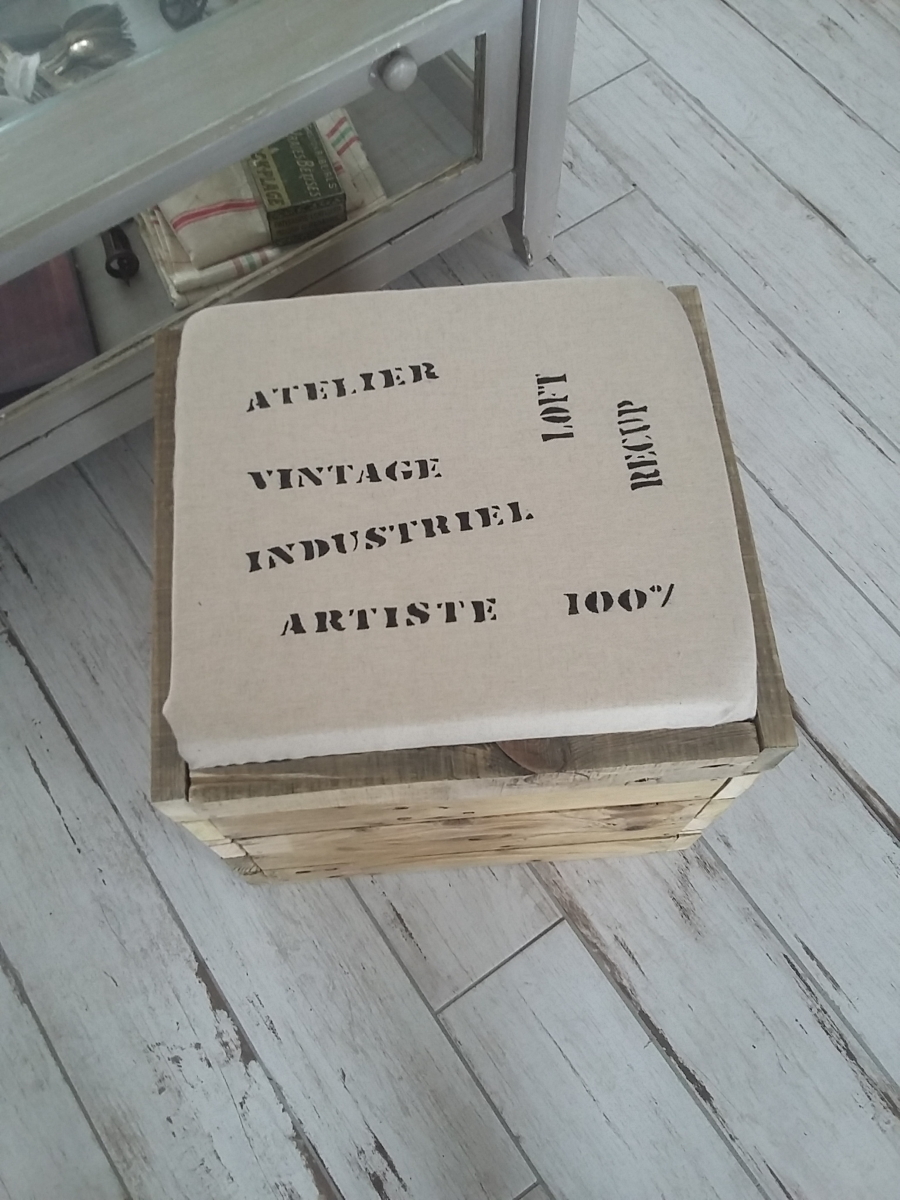 ATELIER
LOFT
RECUP
VINTAGE
INDUSTRIEL
ARTISTE 100%